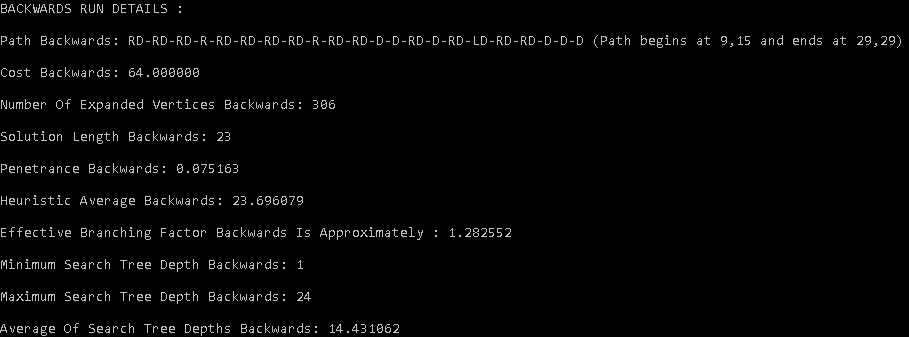 BACKWARDS RUN DETAILS :
Path Backwards: RD-RD-RD-R-RD-RD-RD-RD-R-RD-RD-D-D-RD-D-RD-LD-RD-RD-D-D-D (Path begins at 9,15 and ends at 29,29)
Cost Backwards: 64.000000
Number Of Expanded Vertices Backwards: 306
Solution Length Backwards: 23
Penetrance Backwards: 0.075163
Heuristic Average Backwards: 23.696079
Effective Branching Factor Backwards Is Approximately : 1.282552
Minimum Search Tree Depth Backwards: 1
Maximum Search Tree Depth Backwards: 24
Average Of Search Tree Depths Backwards: 14.431062